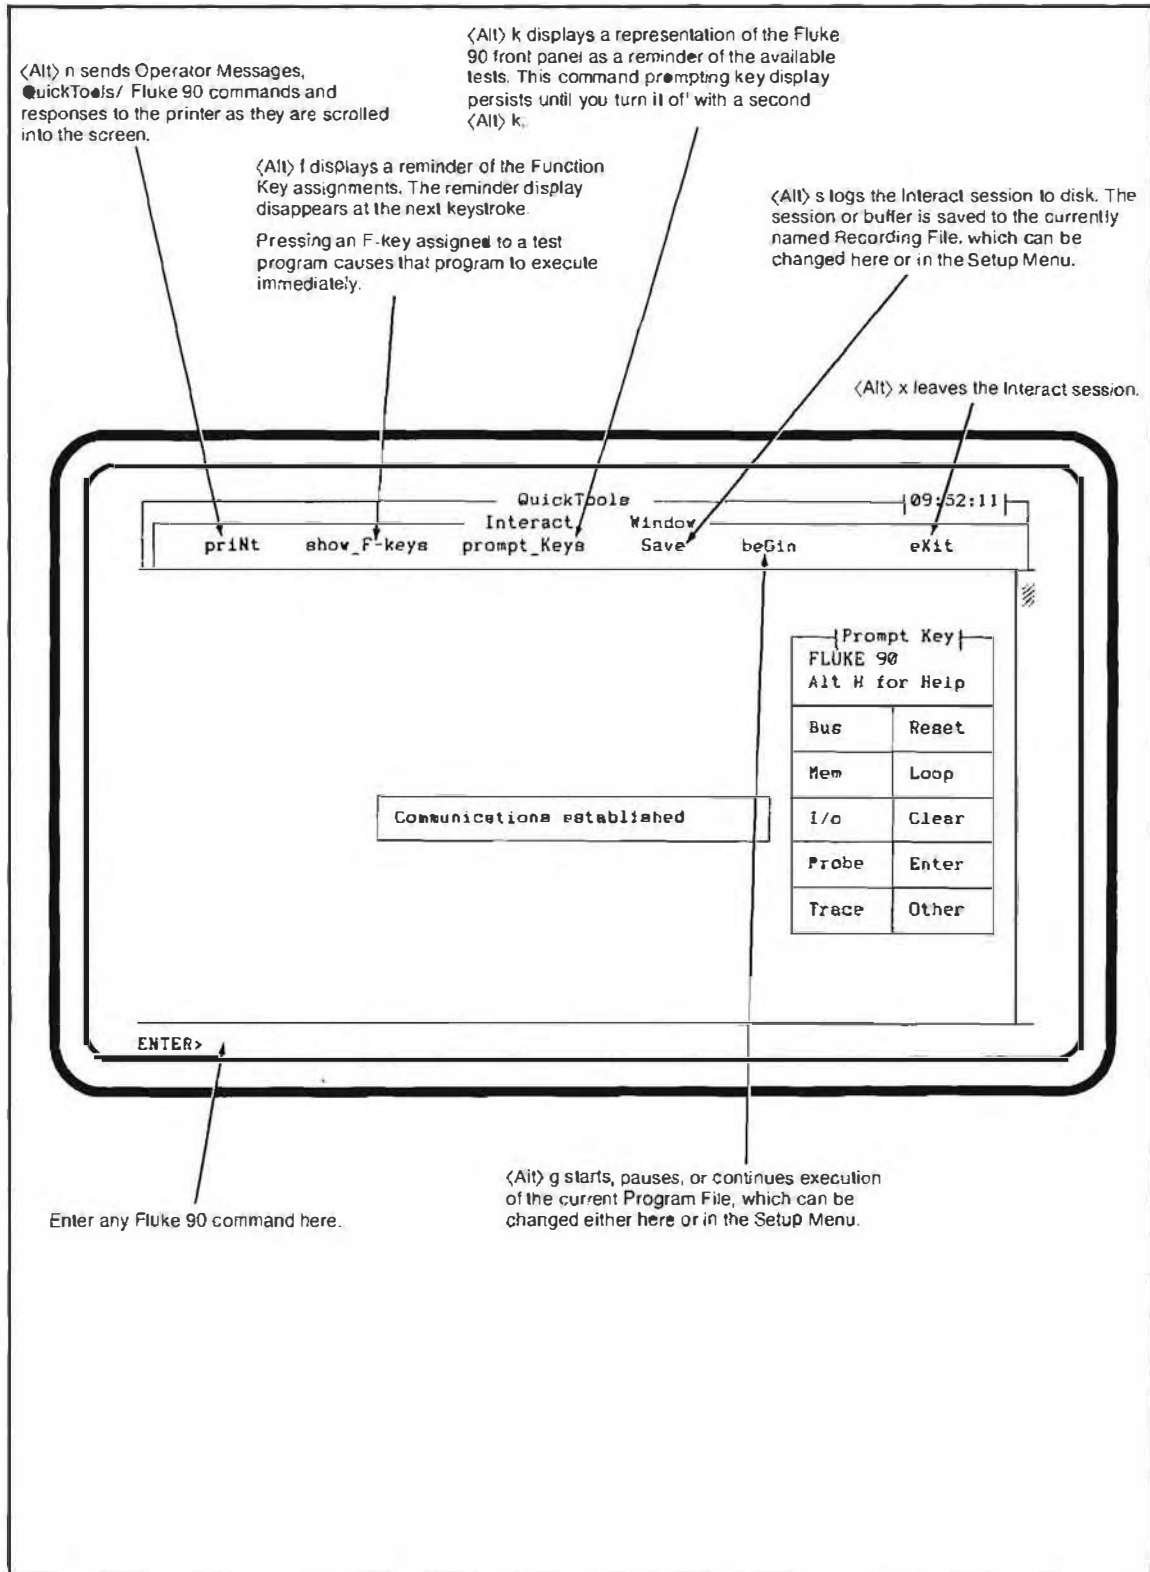 ⟨Alt⟩ k displays a representation of the Fluke
90 front panel as a reminder of the available
tests. This command prompting key display
persists until you turn it of' with a second
⟨Alt⟩ k.
⟨Alt⟩ n sends Operator Messages,
QuickTools/ Fluke 90 commands and
responses to the printer as they are scrolled
into the screen.
⟨Alt⟩ f displays a reminder of the Function
Key assignments. The reminder display
disappears at the next keystroke.
Pressing an F-key assigned to a test
program causes that program to execute
immediately.
⟨Alt⟩ s logs the Interact session to disk. The
session or buffer is saved to the currently
named Recording File, which can be
changed here or in the Setup Menu.
⟨Alt⟩ x leaves the Interact session.
QuickTools 09:52:11
Interact Window
priNt show_F-keys prompt_Keys Save beGin eXit
Prompt Key
FLUKE 90
Alt H for Help
Bus Reset
Mem Loop
I/o Clear
Probe Enter
Trace Other
Communications established
ENTER>
⟨Alt⟩ g starts, pauses, or continues execution
of the current Program File, which can be
changed either here or in the Setup Menu.
Enter any Fluke 90 command here.